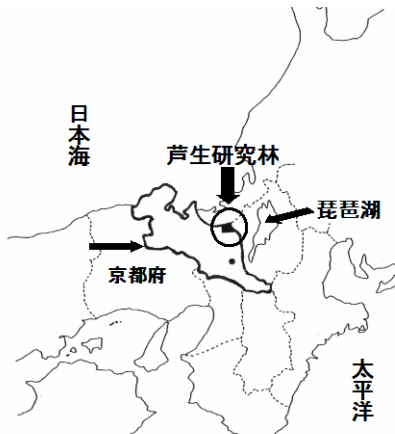 日本海
芦生研究林
琵琶湖
京都府
太平洋